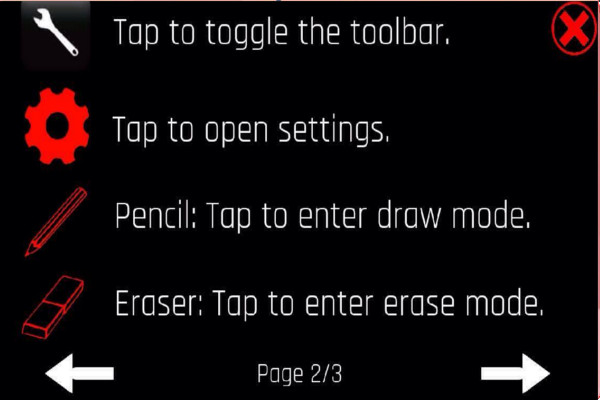 Tap to toggle the toolbar.
Tap to open settings.
Pencil: Tap to enter draw mode.
Eraser: Tap to enter erase mode.
Page 2/3